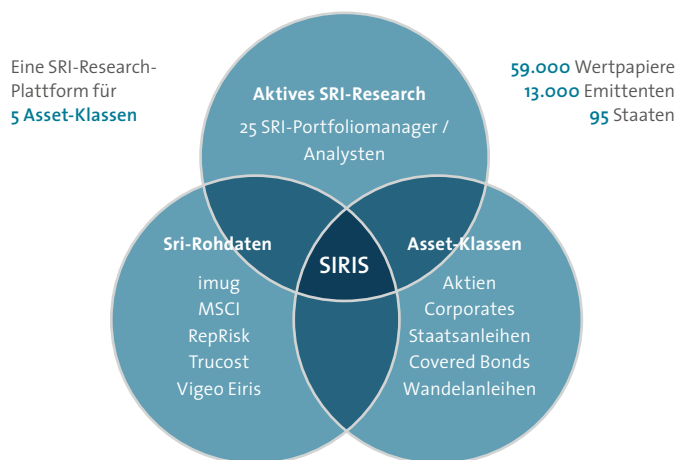 Eine SRI-Research-
Plattform für
5 Asset-Klassen
59.000 Wertpapiere
13.000 Emittenten
95 Staaten
Aktives SRI-Research
25 SRI-Portfoliomanager /
Analysten
Sri-Rohdaten
imug
MSCI
RepRisk
Trucost
Vigeo Eiris
SIRIS
Asset-Klassen
Aktien
Corporates
Staatsanleihen
Covered Bonds
Wandelanleihen